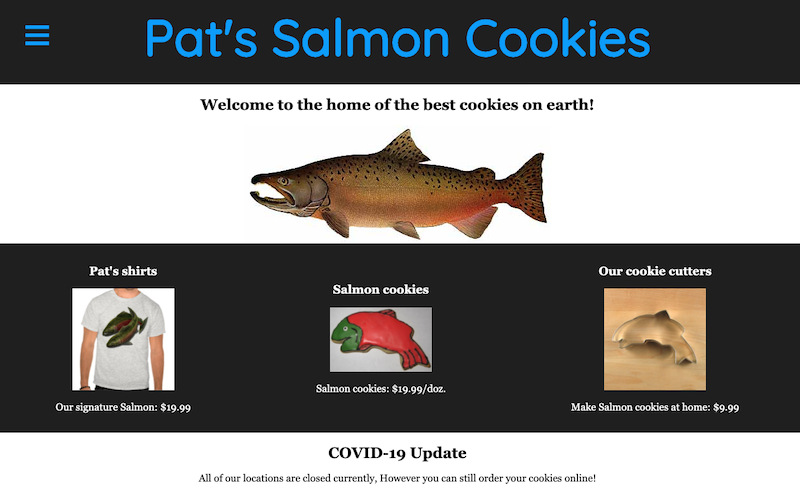 Pat's Salmon Cookies
Welcome to the home of the best cookies on earth!
Pat's shirts
Our signature Salmon: $19.99
Salmon cookies
Salmon cookies: $19.99/doz.
Our cookie cutters
Make Salmon cookies at home: $9.99
COVID-19 Update
All of our locations are closed currently, However you can still order your cookies online!